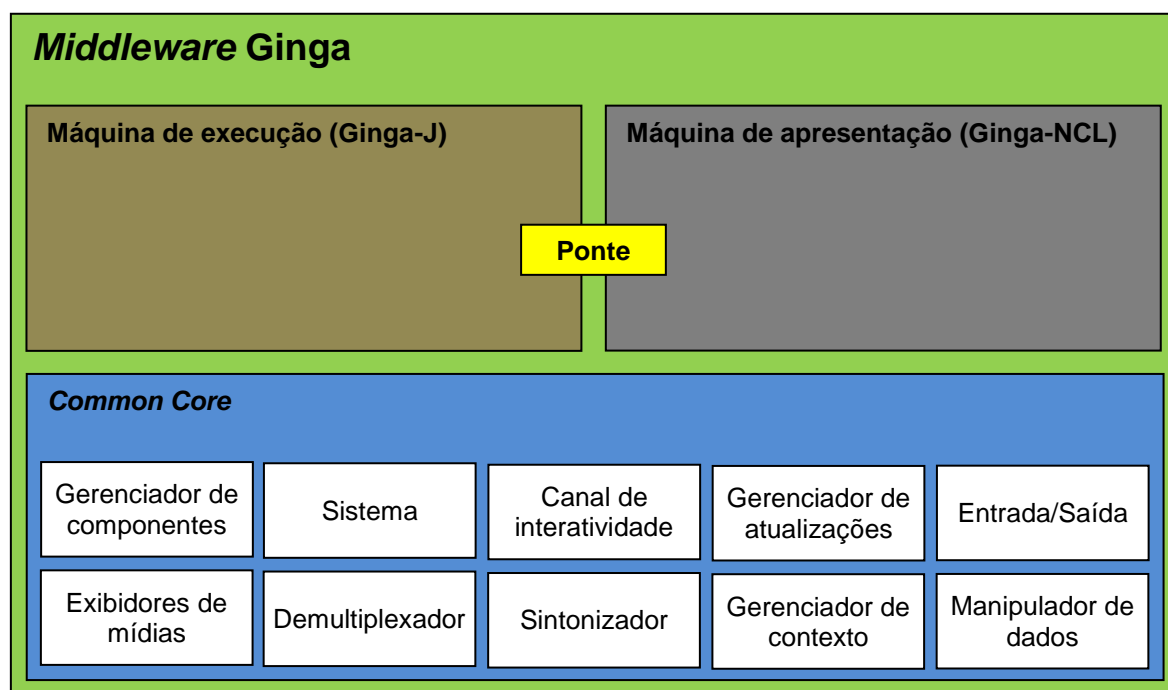 Middleware Ginga
Máquina de execução (Ginga-J)
Máquina de apresentação (Ginga-NCL)
Ponte
Common Core
Gerenciador de
componentes
Sistema
Canal de
interatividade
Gerenciador de
atualizações
Entrada/Saída
Exibidores de
mídias
Demultiplexador
Sintonizador
Gerenciador de
contexto
Manipulador de
dados